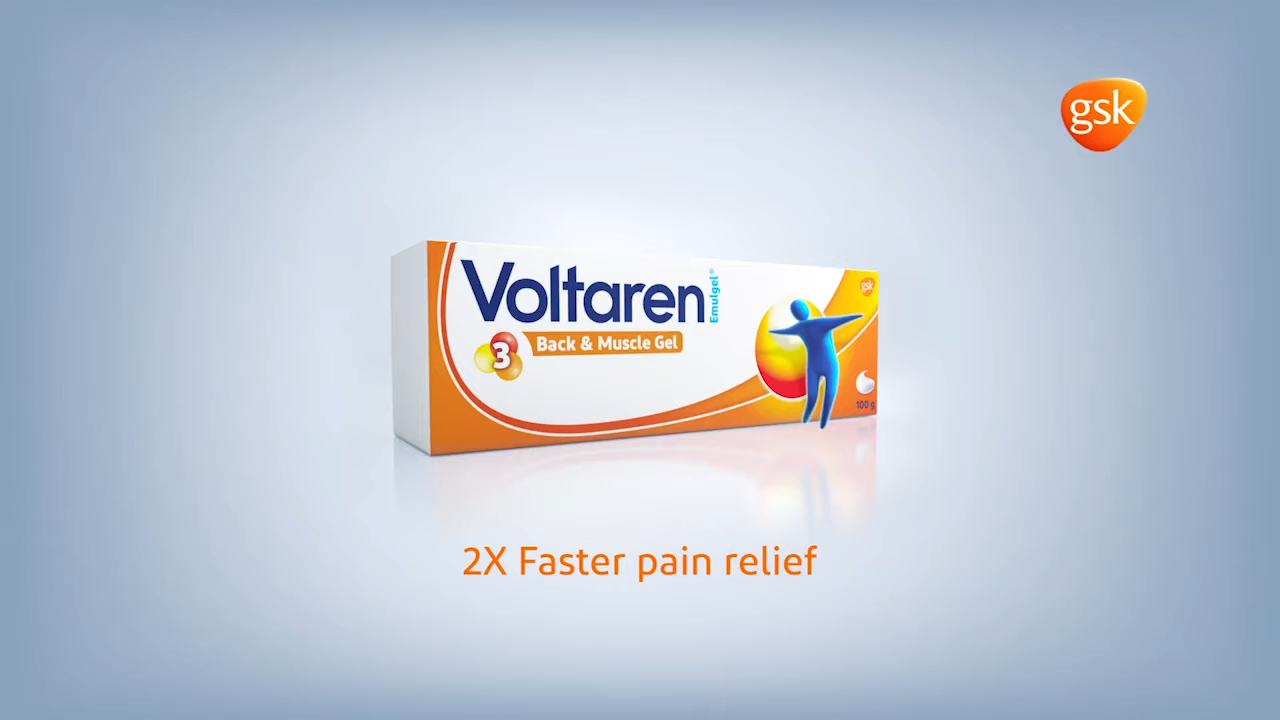 gsk
Voltaren
Emulgel®
gsk
3
Back & Muscle Gel
100 g
2X Faster pain relief